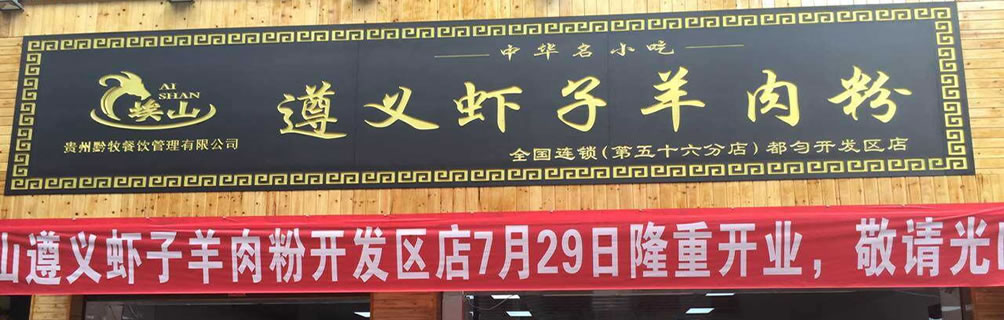 中华名小吃
AI
SHAN
埃山
遵义虾子羊肉粉
贵州黔牧餐饮管理有限公司
全国连锁(第五十六分店)都匀开发区店
山遵义虾子羊肉粉开发区店7月29日隆重开业，敬请光